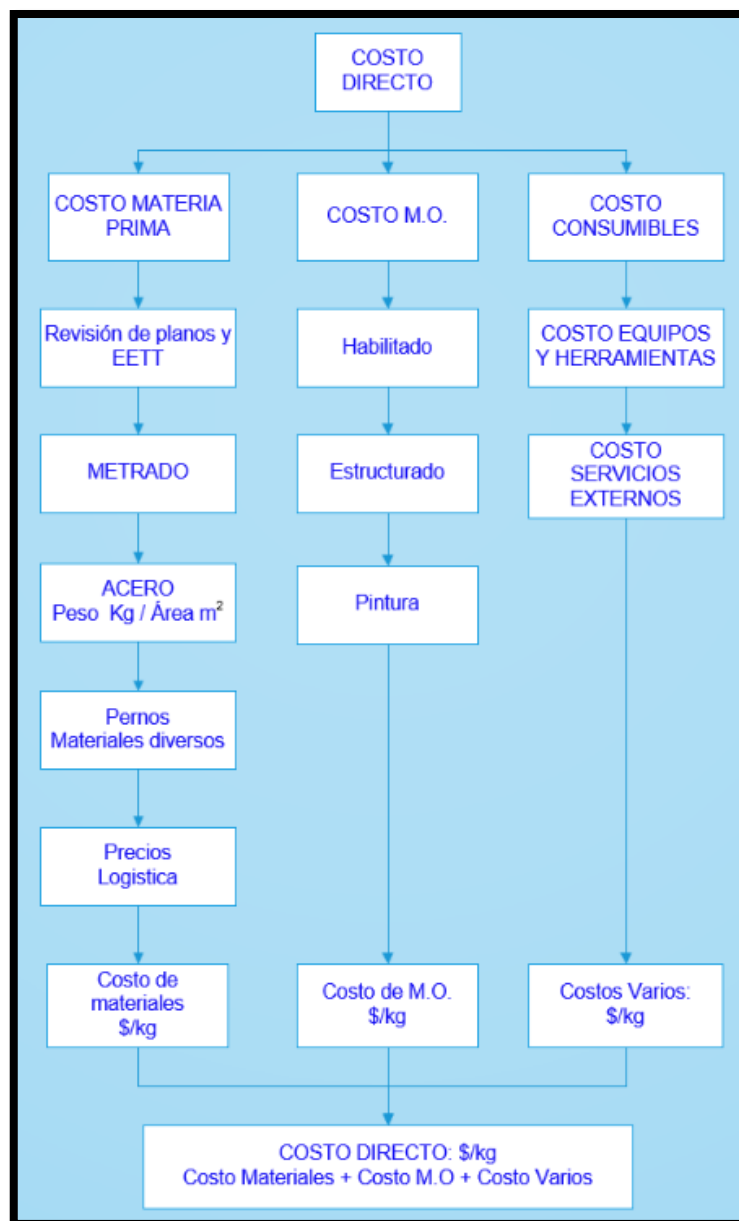 COSTO
DIRECTO
COSTO MATERIA
PRIMA
COSTO M.O.
COSTO
CONSUMIBLES
Revisión de planos y
EETT
Habilitado
COSTO EQUIPOS
Y HERRAMIENTAS
METRADO
Estructurado
COSTO
SERVICIOS
EXTERNOS
ACERO
Peso Kg / Área m²
Pintura
Pernos
Materiales diversos
Precios
Logistica
Costo de
materiales
$/kg
Costo de M.O.
$/kg
Costos Varios:
$/kg
COSTO DIRECTO: $/kg
Costo Materiales + Costo M.O + Costo Varios